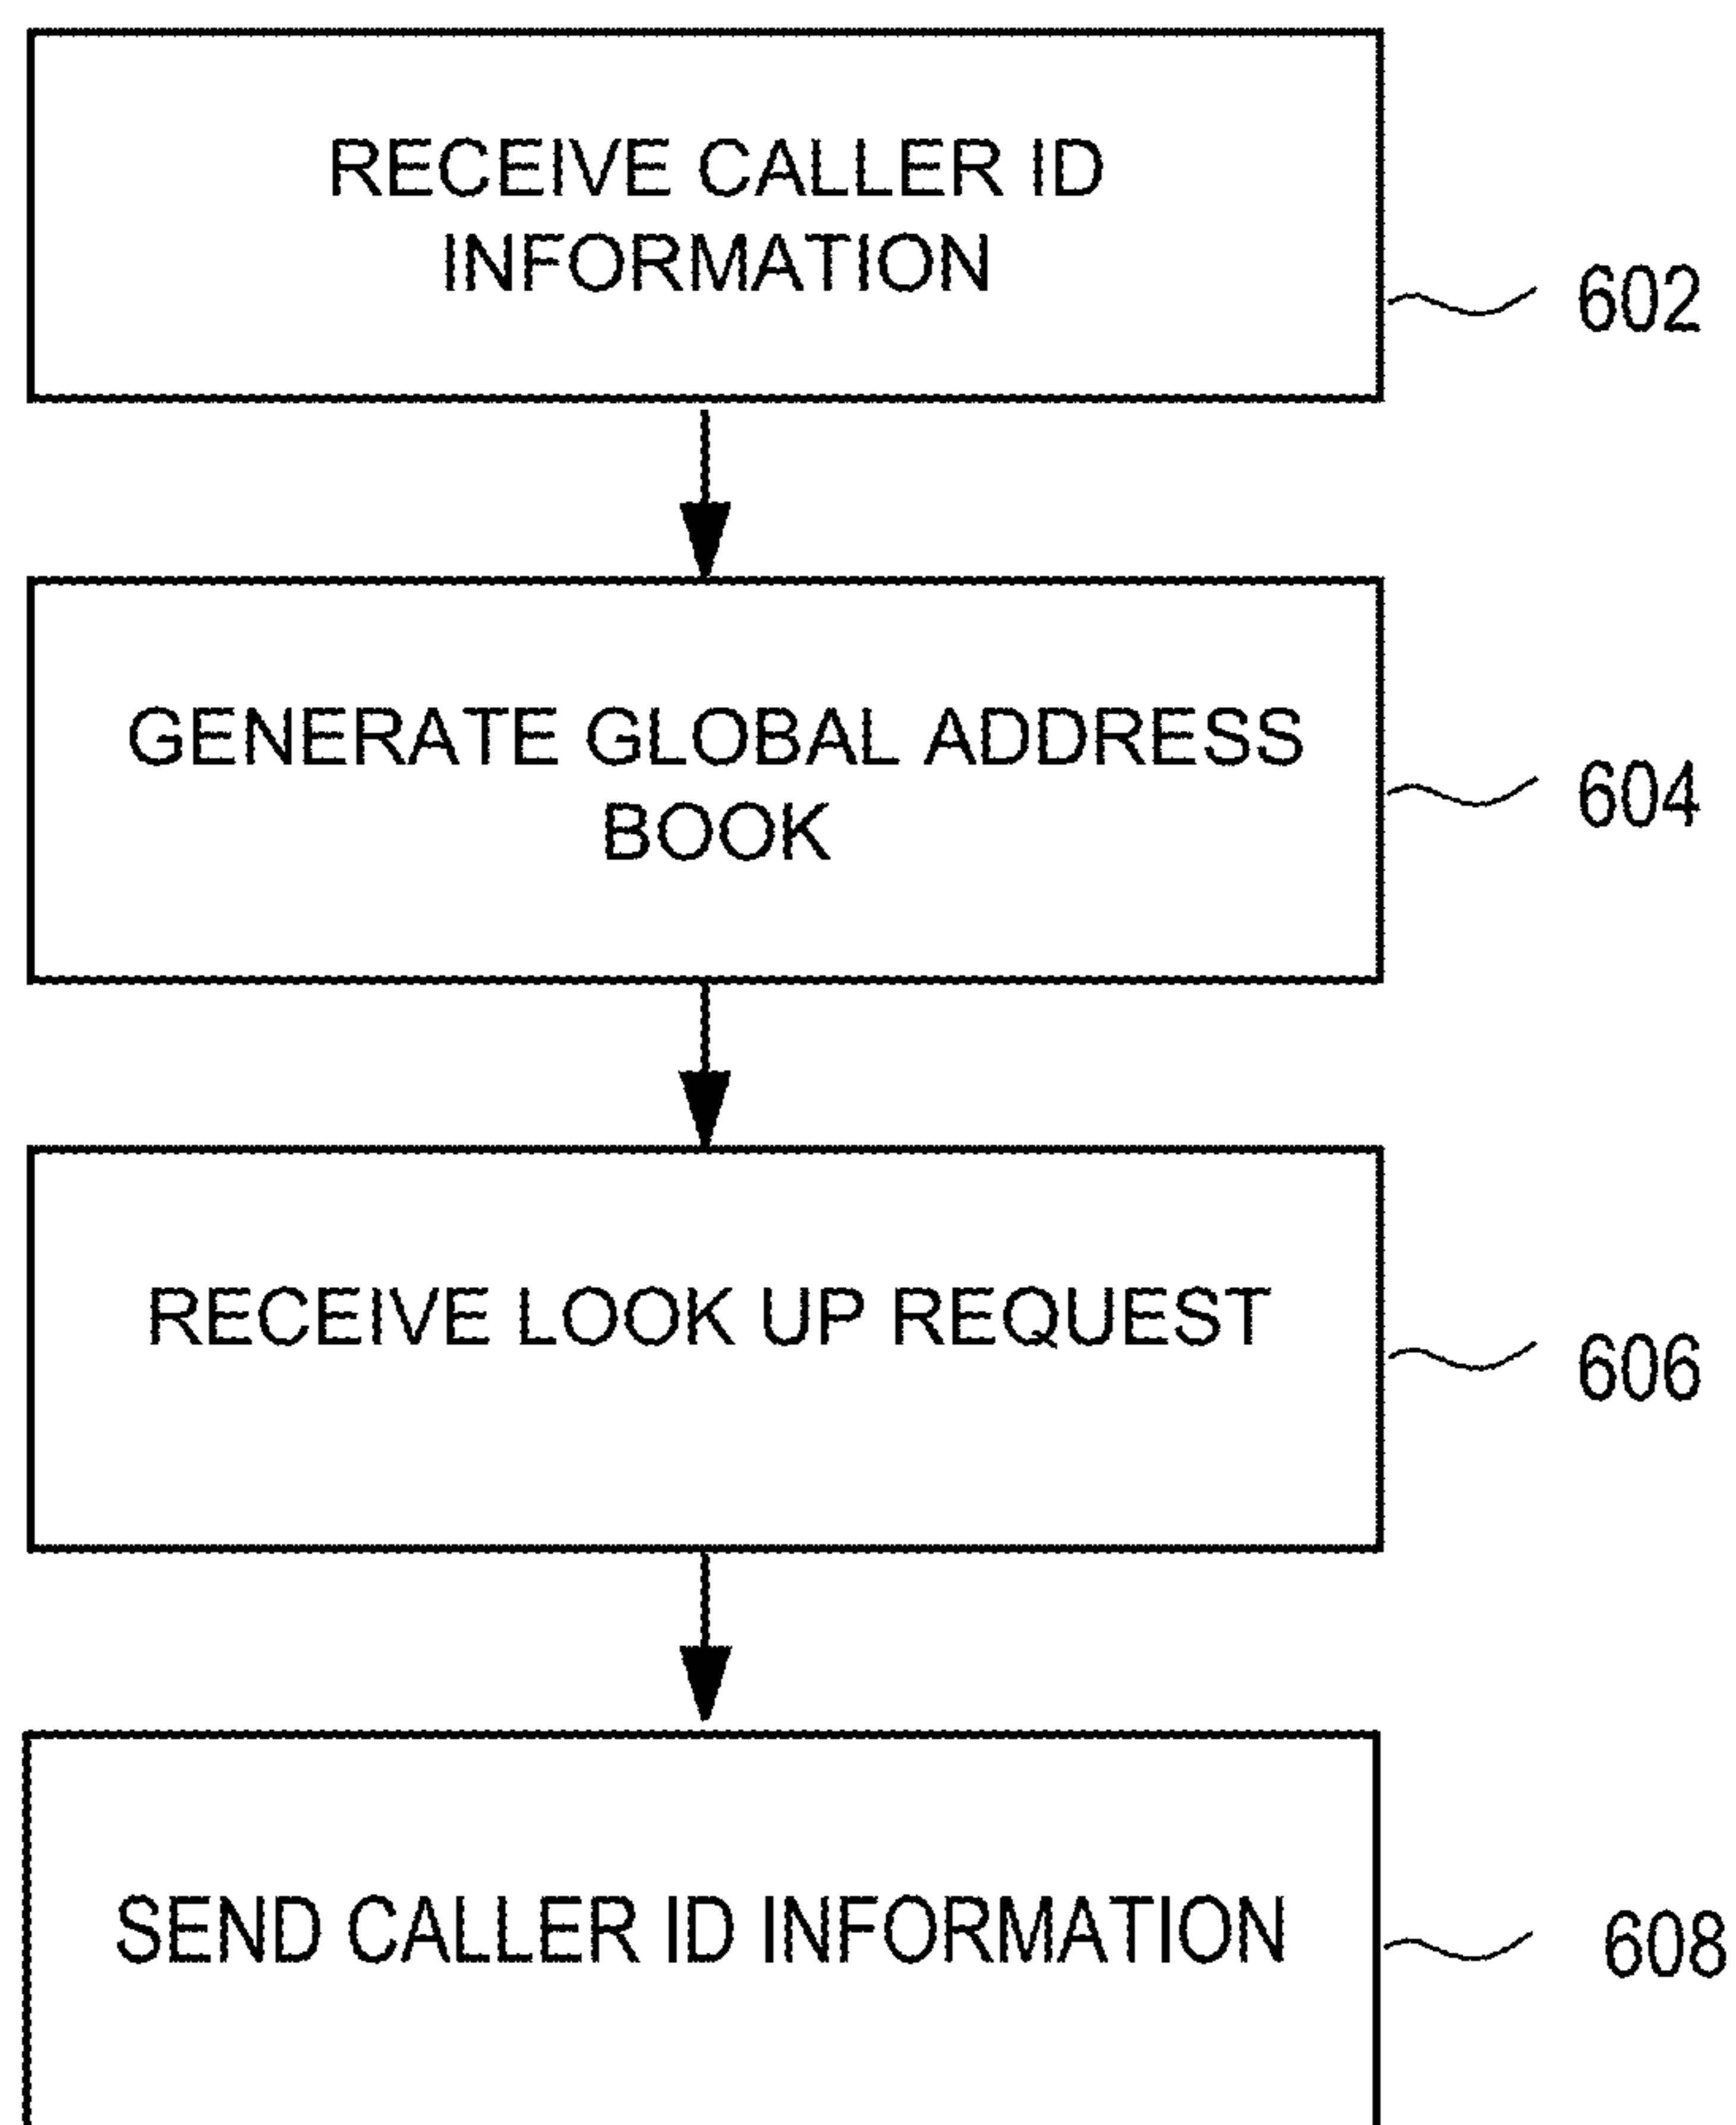 RECEIVE CALLER ID
INFORMATION
602
GENERATE GLOBAL ADDRESS
BOOK
604
RECEIVE LOOK UP REQUEST
606
SEND CALLER ID INFORMATION
608